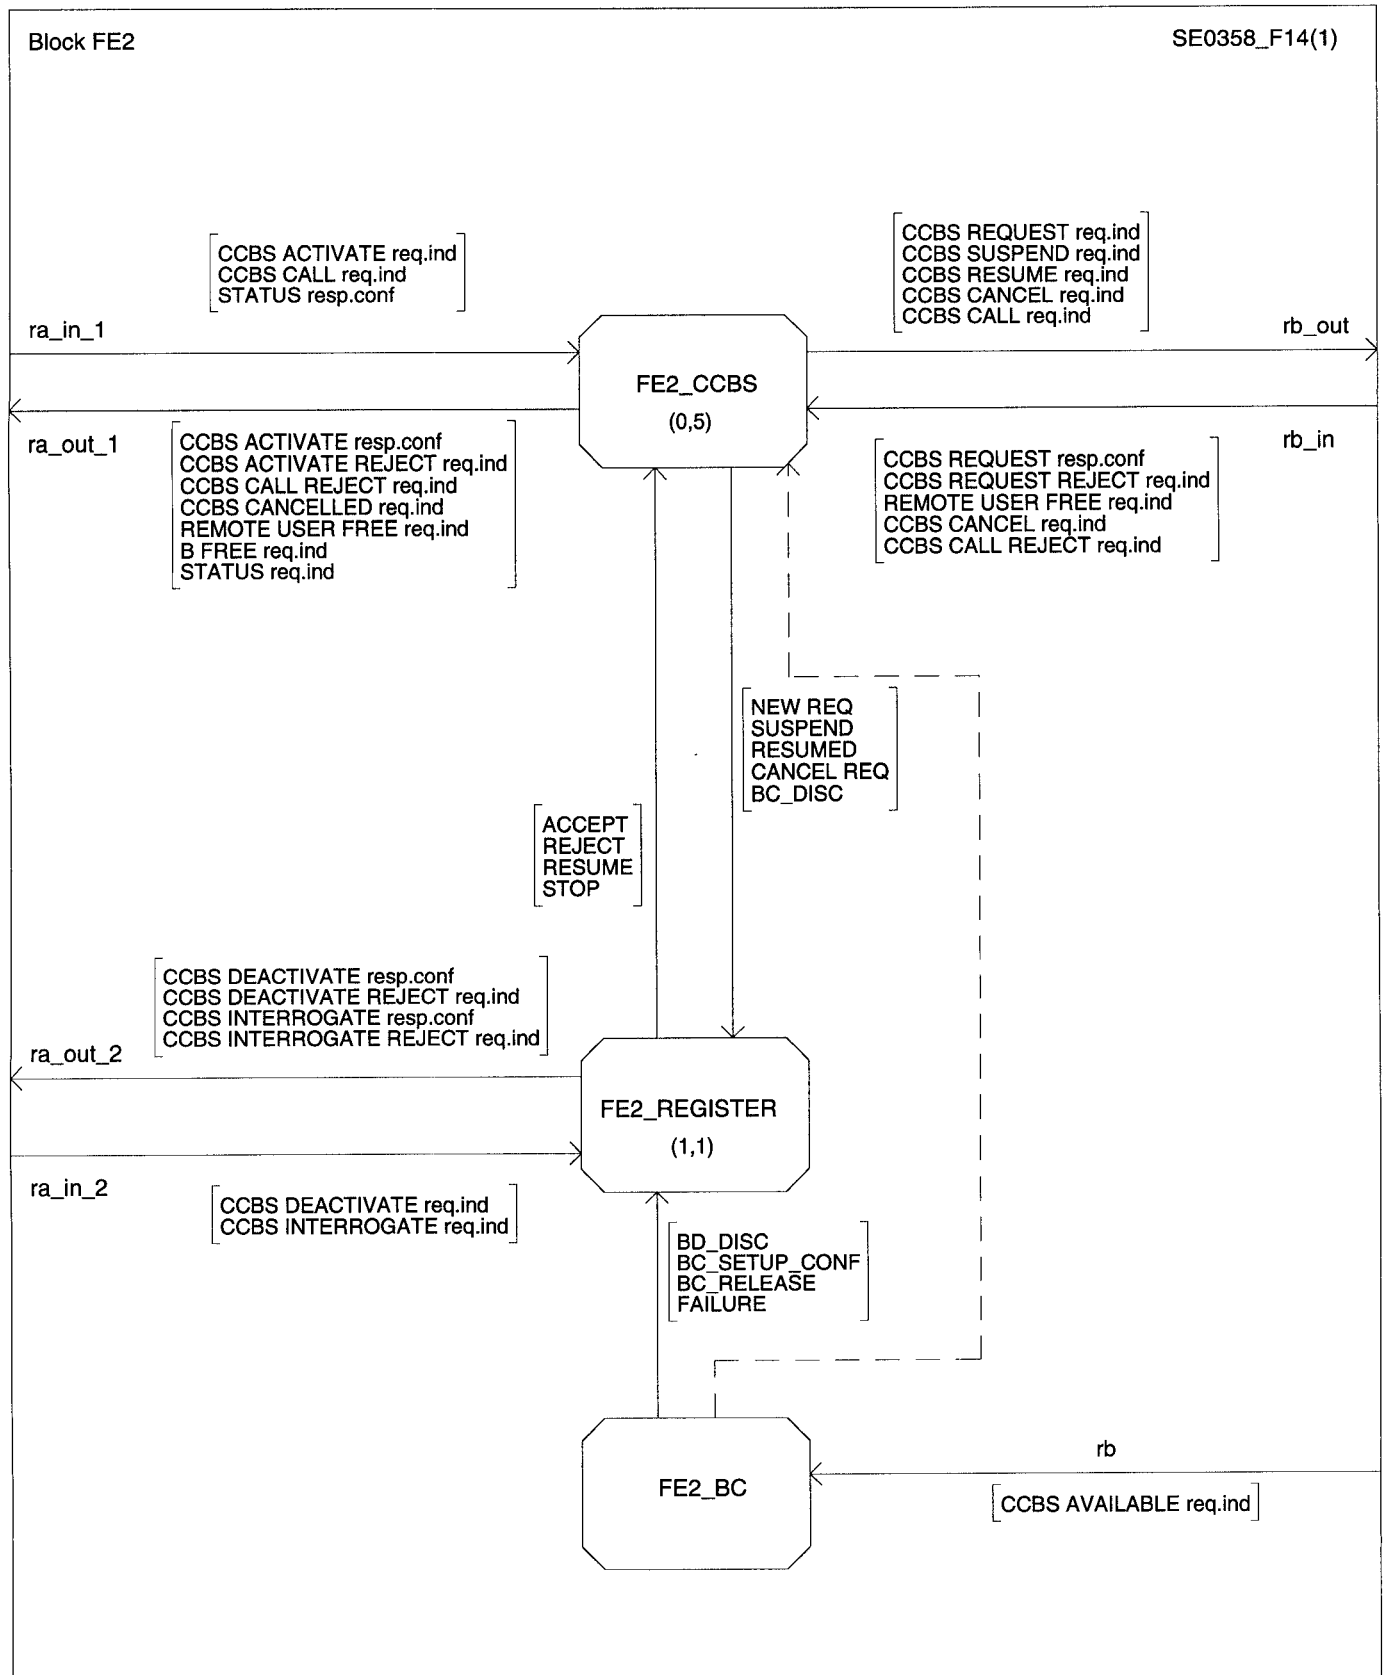 Block FE2
SE0358_F14(1)
CCBS REQUEST req.ind
CCBS SUSPEND req.ind
CCBS RESUME req.ind
CCBS CANCEL req.ind
CCBS CALL req.ind
CCBS ACTIVATE req.ind
CCBS CALL req.ind
STATUS resp.conf
ra_in_1
rb_out
FE2_CCBS
(0,5)
ra_out_1
rb_in
CCBS ACTIVATE resp.conf
CCBS ACTIVATE REJECT req.ind
CCBS CALL REJECT req.ind
CCBS CANCELLED req.ind
REMOTE USER FREE req.ind
B FREE req.ind
STATUS req.ind
CCBS REQUEST resp.conf
CCBS REQUEST REJECT req.ind
REMOTE USER FREE req.ind
CCBS CANCEL req.ind
CCBS CALL REJECT req.ind
NEW REQ
SUSPEND
RESUMED
CANCEL REQ
BC_DISC
ACCEPT
REJECT
RESUME
STOP
CCBS DEACTIVATE resp.conf
CCBS DEACTIVATE REJECT req.ind
CCBS INTERROGATE resp.conf
CCBS INTERROGATE REJECT req.ind
ra_out_2
FE2_REGISTER
(1,1)
ra_in_2
CCBS DEACTIVATE req.ind
CCBS INTERROGATE req.ind
BD_DISC
BC_SETUP_CONF
BC_RELEASE
FAILURE
rb
FE2_BC
CCBS AVAILABLE req.ind